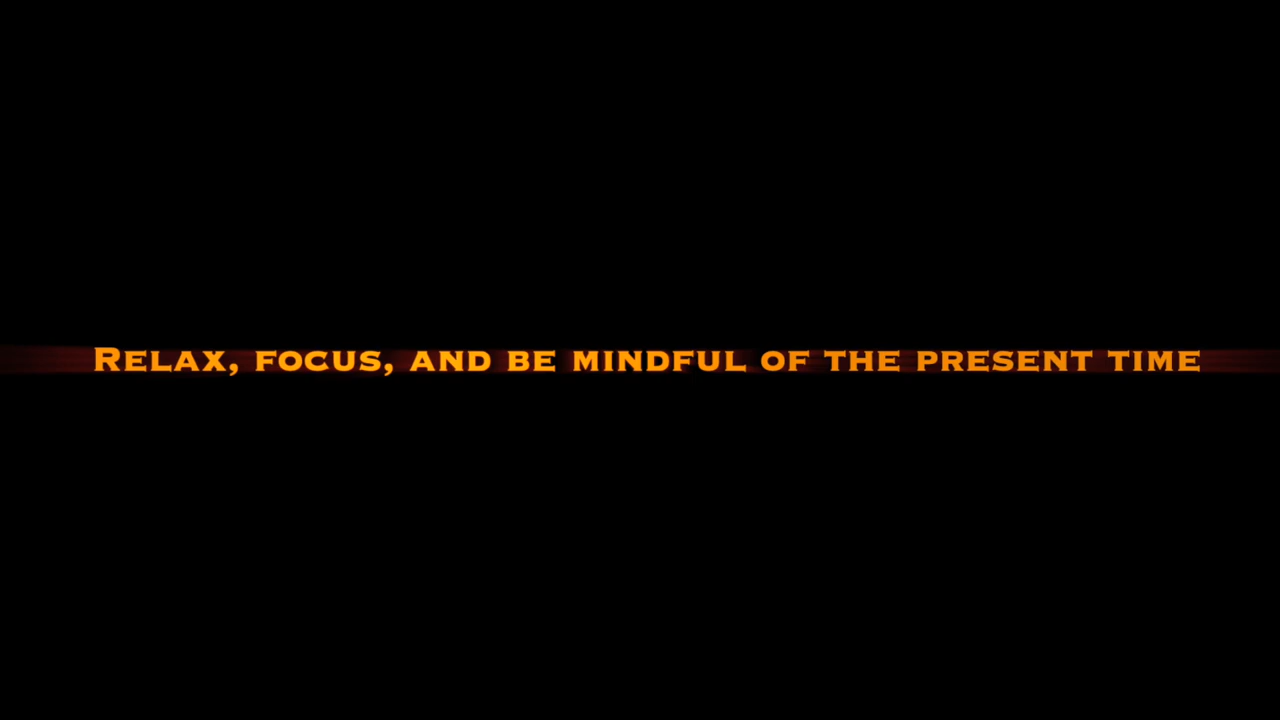 Relax, focus, and be mindful of the present time